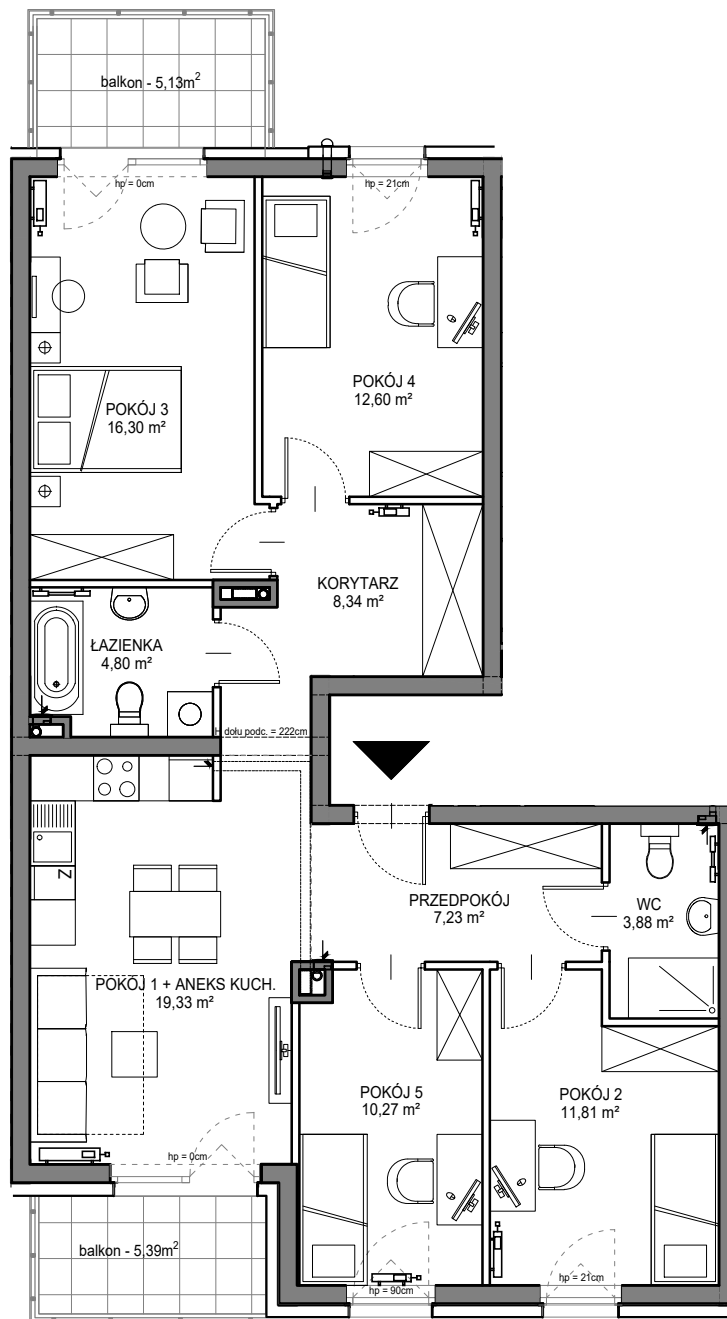 balkon - 5,13m²
hp = 0cm
hp = 21cm
POKÓJ 3
16,30 m²
POKÓJ 4
12,60 m²
KORYTARZ
8,34 m²
ŁAZIENKA
4,80 m²
dołu podc. = 222cm
Z
PRZEDPOKÓJ
7,23 m²
WC
3,88 m²
POKÓJ 1 + ANEKS KUCH.
19,33 m²
POKÓJ 5
10,27 m²
POKÓJ 2
11,81 m²
hp = 0cm
balkon - 5,39m²
hp = 90cm
hp = 21cm